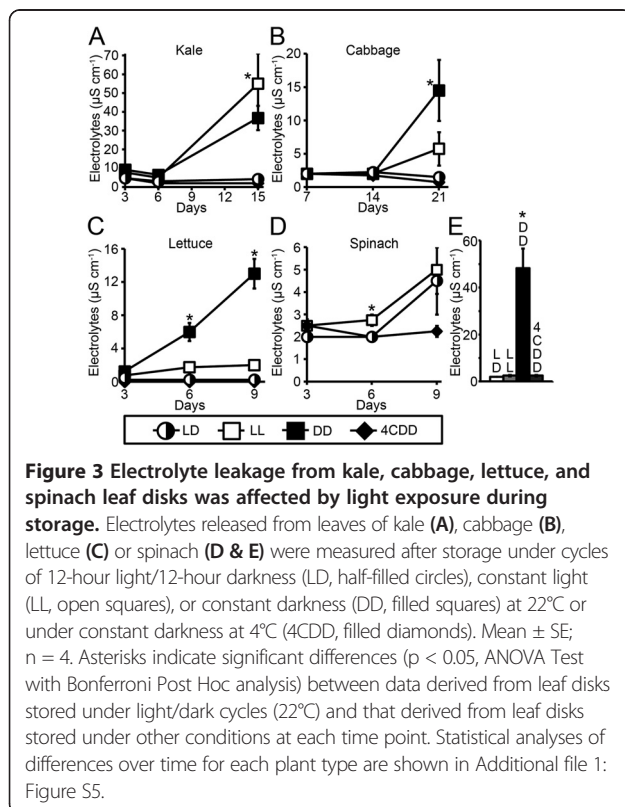 A
Kale
Electrolytes (µS cm⁻¹)
70
60
50
40
30
20
10
0
*
3
6
9
12
15
Days
B
Cabbage
Electrolytes (µS cm⁻¹)
20
15
10
5
0
*
7
14
21
Days
C
Lettuce
Electrolytes (µS cm⁻¹)
16
12
8
4
0
*
*
3
6
9
Days
D
Spinach
Electrolytes (µS cm⁻¹)
6
5
4
3
2
1
0
*
3
6
9
Days
E
Electrolytes (µS cm⁻¹)
60
40
20
0
LD
LL
*
DD
4CDD
LD LL DD 4CDD
Figure 3 Electrolyte leakage from kale, cabbage, lettuce, and
spinach leaf disks was affected by light exposure during
storage. Electrolytes released from leaves of kale (A), cabbage (B),
lettuce (C) or spinach (D & E) were measured after storage under cycles
of 12-hour light/12-hour darkness (LD, half-filled circles), constant light
(LL, open squares), or constant darkness (DD, filled squares) at 22°C or
under constant darkness at 4°C (4CDD, filled diamonds). Mean ± SE;
n = 4. Asterisks indicate significant differences (p < 0.05, ANOVA Test
with Bonferroni Post Hoc analysis) between data derived from leaf disks
stored under light/dark cycles (22°C) and that derived from leaf disks
stored under other conditions at each time point. Statistical analyses of
differences over time for each plant type are shown in Additional file 1:
Figure S5.